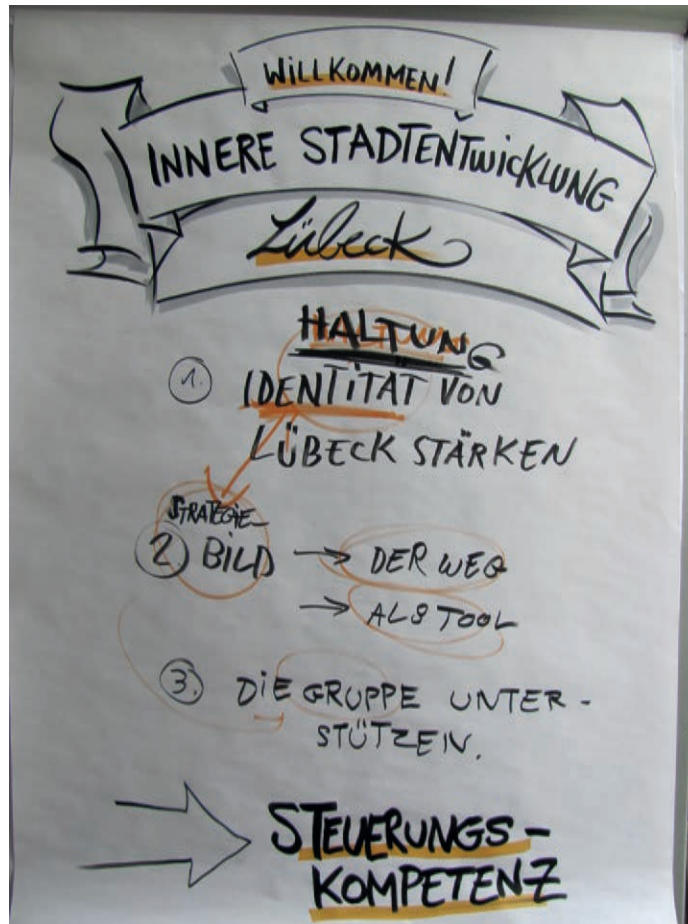 WILLKOMMEN!
INNERE STADTENTWICKLUNG
Lübeck
HALTUNG
1. IDENTITÄT VON
LÜBECK STÄRKEN
STRATEGIE-
2) BILD → DER WEG
→ ALS TOOL
3. DIE GRUPPE UNTER-
STÜTZEN.
STEUERUNGS-
KOMPETENZ